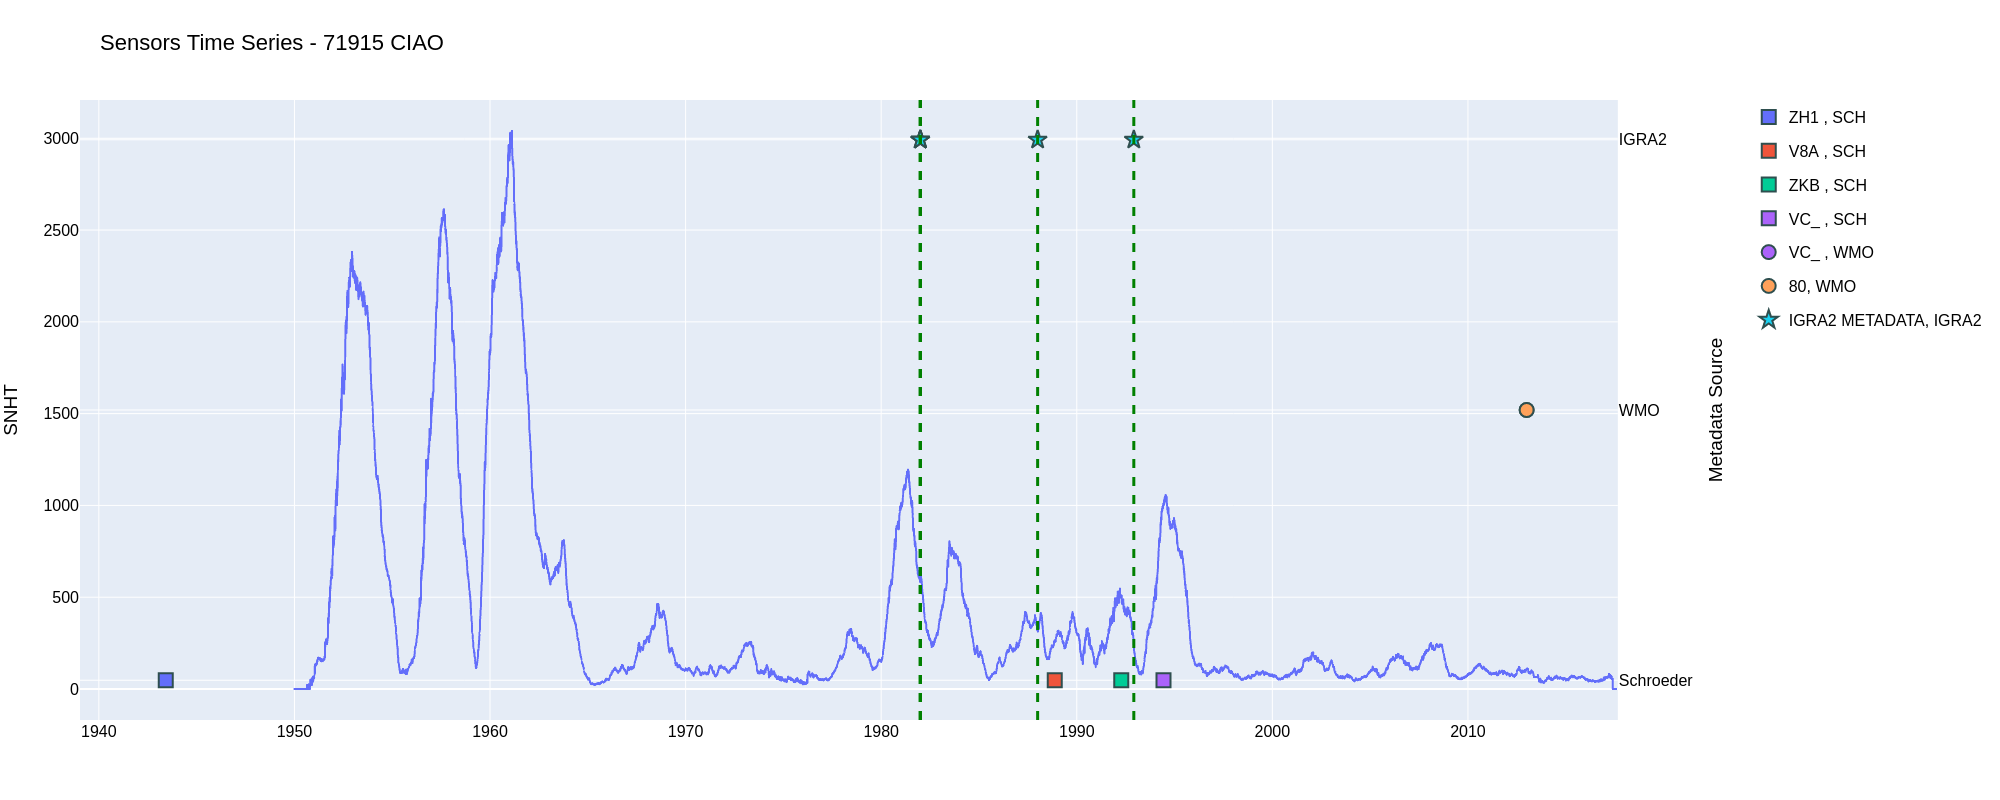 Sensors Time Series - 71915 CIAO
SNHT
3000
2500
2000
1500
1000
500
0
1940
1950
1960
1970
1980
1990
2000
2010
IGRA2
WMO
Schroeder
Metadata Source
ZH1 , SCH
V8A , SCH
ZKB , SCH
VC_ , SCH
VC_ , WMO
80, WMO
IGRA2 METADATA, IGRA2